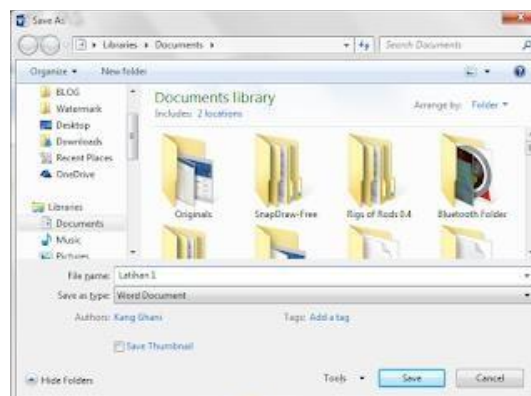 Save As
Libraries Documents
Search Documents
Organize New folder
BLOG
Watermark
Desktop
Downloads
Recent Places
OneDrive
Libraries
Documents
Music
Pictures
Documents library
Includes: 2 locations
Arrange by: Folder
Originals
SnapDraw-Free
Rigs of Rods 0.4
Bluetooth Folder
File name: Latihan 1
Save as type: Word Document
Authors: Kang Ghani
Tags: Add a tag
Save Thumbnail
Hide Folders
Tools
Save
Cancel